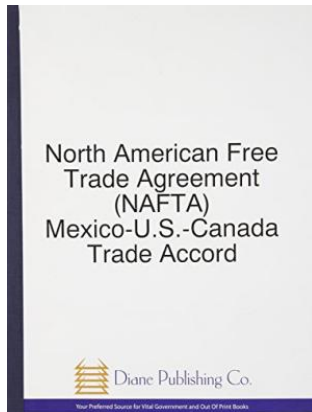 North American Free
Trade Agreement
(NAFTA)
Mexico-U.S.-Canada
Trade Accord
Diane Publishing Co.
Your Preferred Source for Vital Government and Out Of Print Books